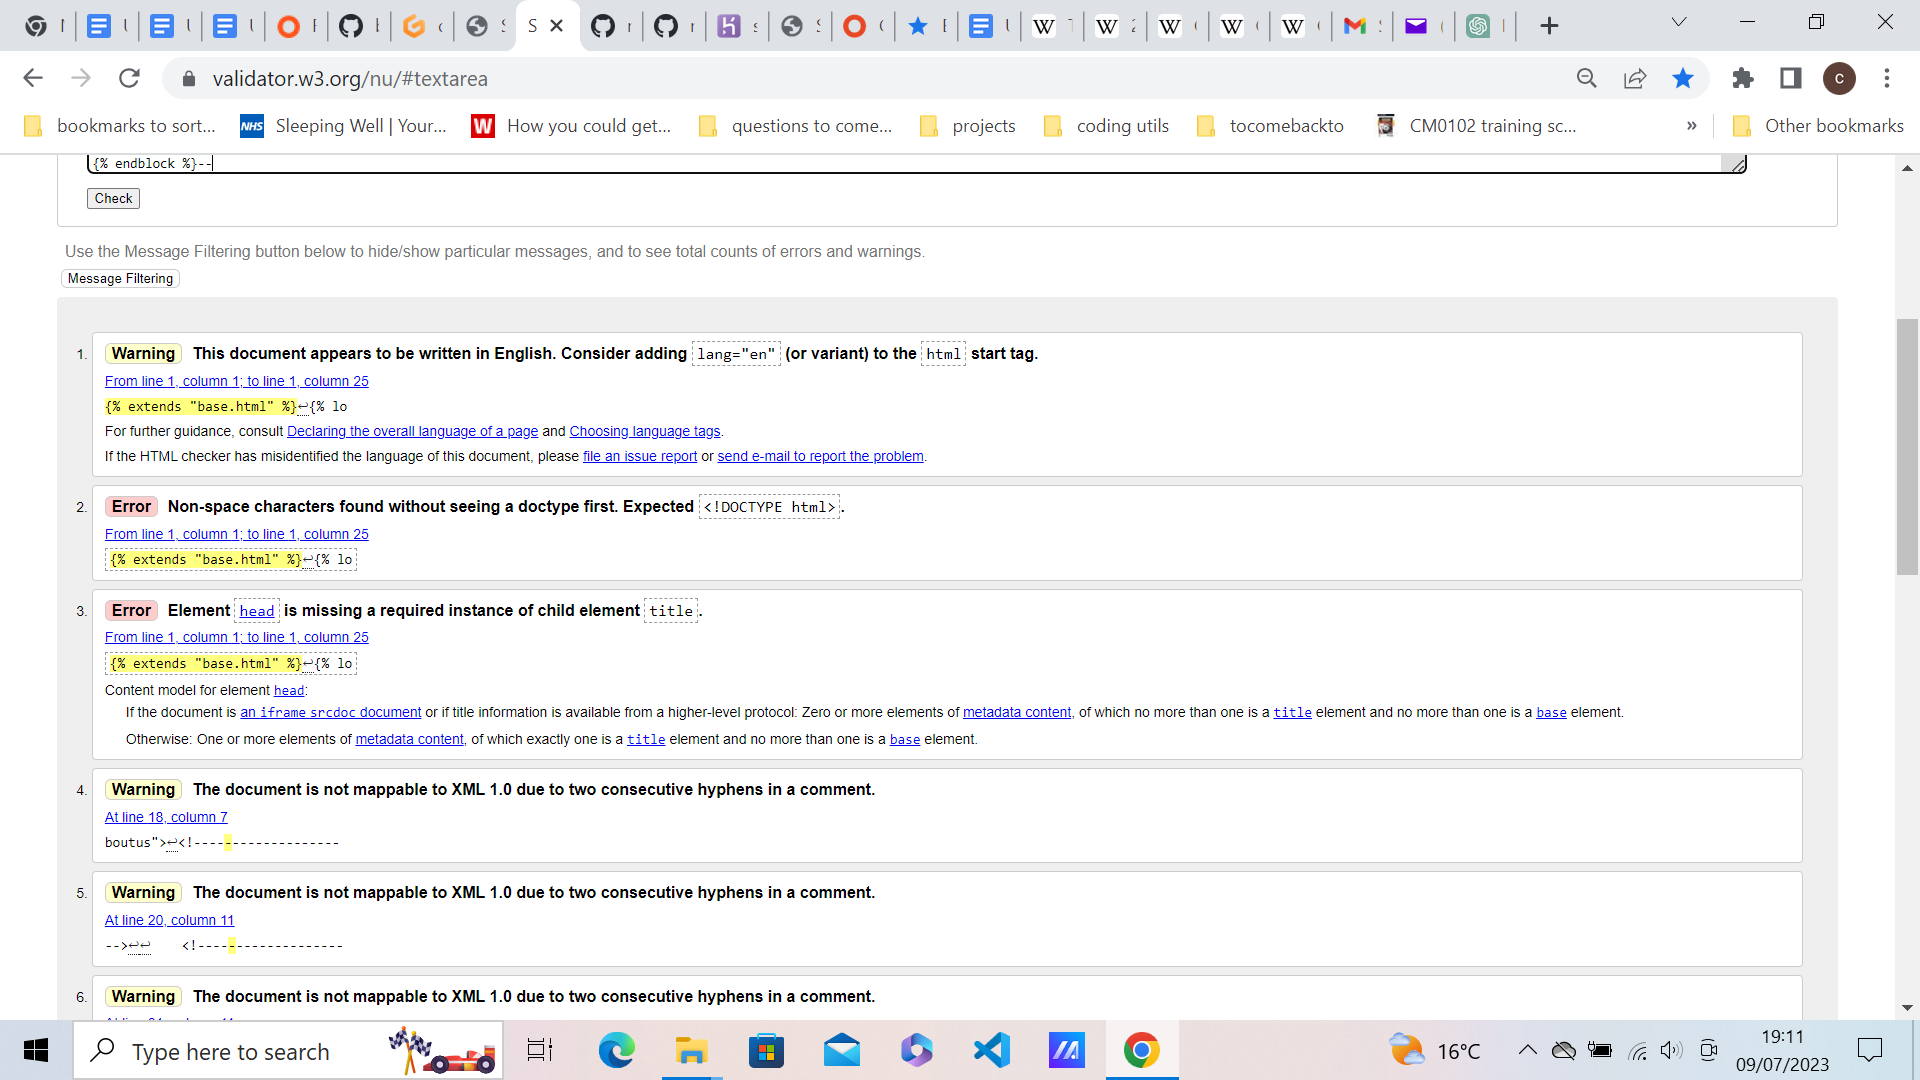 validator.w3.org/nu/#textarea
bookmarks to sort...
NHS
Sleeping Well | Your...
W
How you could get...
questions to come...
projects
coding utils
tocomebackto
CM0102 training sc...
»
Other bookmarks
{% endblock %}--
Check
Use the Message Filtering button below to hide/show particular messages, and to see total counts of errors and warnings.
Message Filtering
1. Warning This document appears to be written in English. Consider adding lang="en" (or variant) to the html start tag.
From line 1, column 1; to line 1, column 25
{% extends "base.html" %}↩{% lo
For further guidance, consult Declaring the overall language of a page and Choosing language tags.
If the HTML checker has misidentified the language of this document, please file an issue report or send e-mail to report the problem.
2. Error Non-space characters found without seeing a doctype first. Expected <!DOCTYPE html>.
From line 1, column 1; to line 1, column 25
{% extends "base.html" %}↩{% lo
3. Error Element head is missing a required instance of child element title.
From line 1, column 1; to line 1, column 25
{% extends "base.html" %}↩{% lo
Content model for element head:
If the document is an iframe srcdoc document or if title information is available from a higher-level protocol: Zero or more elements of metadata content, of which no more than one is a title element and no more than one is a base element.
Otherwise: One or more elements of metadata content, of which exactly one is a title element and no more than one is a base element.
4. Warning The document is not mappable to XML 1.0 due to two consecutive hyphens in a comment.
At line 18, column 7
boutus">↩<!-------------------
5. Warning The document is not mappable to XML 1.0 due to two consecutive hyphens in a comment.
At line 20, column 11
-->↩↩    <!-------------------
6. Warning The document is not mappable to XML 1.0 due to two consecutive hyphens in a comment.
Type here to search
16°C
19:11
09/07/2023